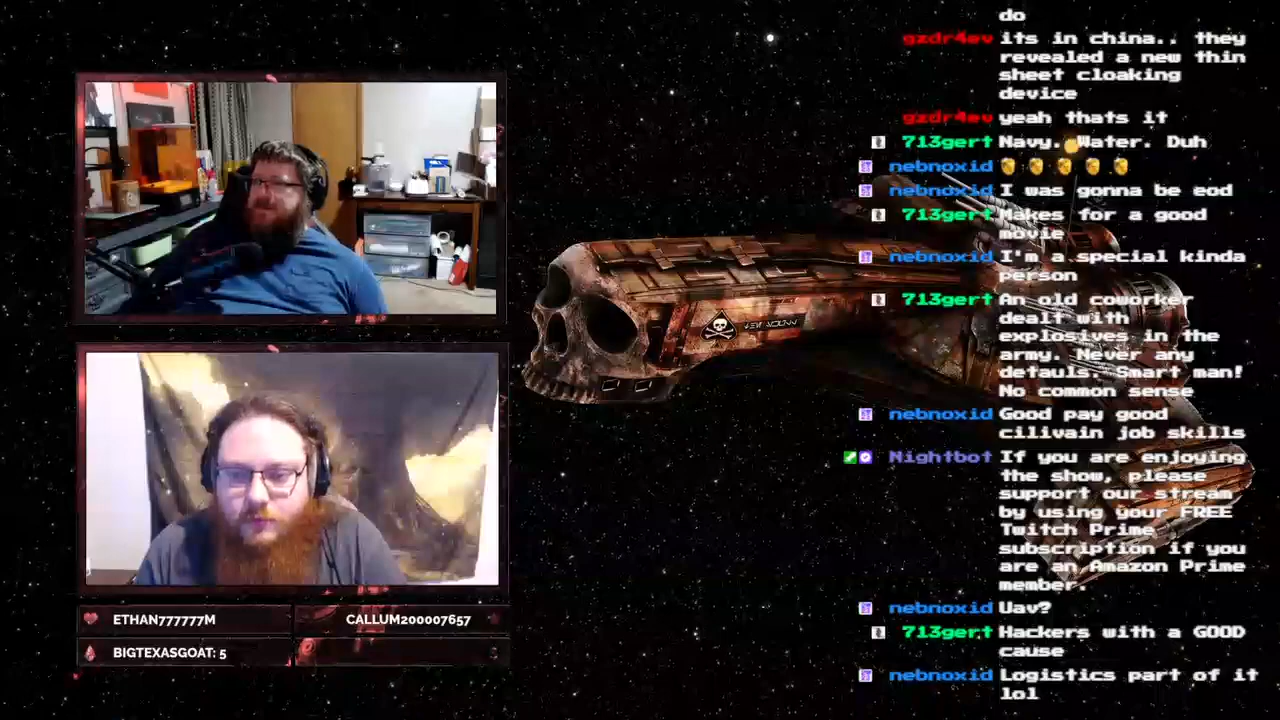 do
gzdr4ev its in china.. they
revealed a new thin
sheet cloaking
device
gzdr4ev yeah thats it
713gert Navy. Water. Duh
nebnoxid
nebnoxid I was gonna be eod
713gert Makes for a good
movie
nebnoxid I'm a special kinda
person
713gert An old coworker
dealt with
explosives in the
army. Never any
detauls. Smart man!
No common sense
nebnoxid Good pay good
cilivain job skills
Nightbot If you are enjoying
the show, please
support our stream
by using your FREE
Twitch Prime
subscription if you
are an Amazon Prime
member.
nebnoxid Uav?
713gert Hackers with a GOOD
cause
nebnoxid Logistics part of it
lol
ETHAN777777M
CALLUM200007657
BIGTEXASGOAT: 5